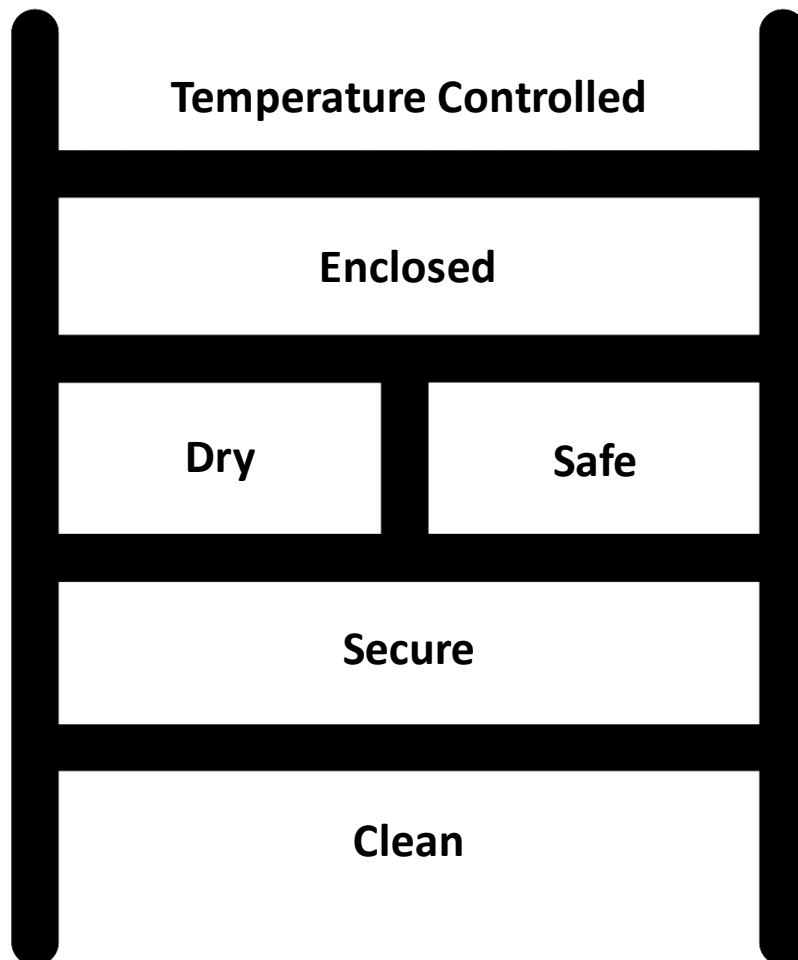 Temperature Controlled
Enclosed
Dry
Safe
Secure
Clean